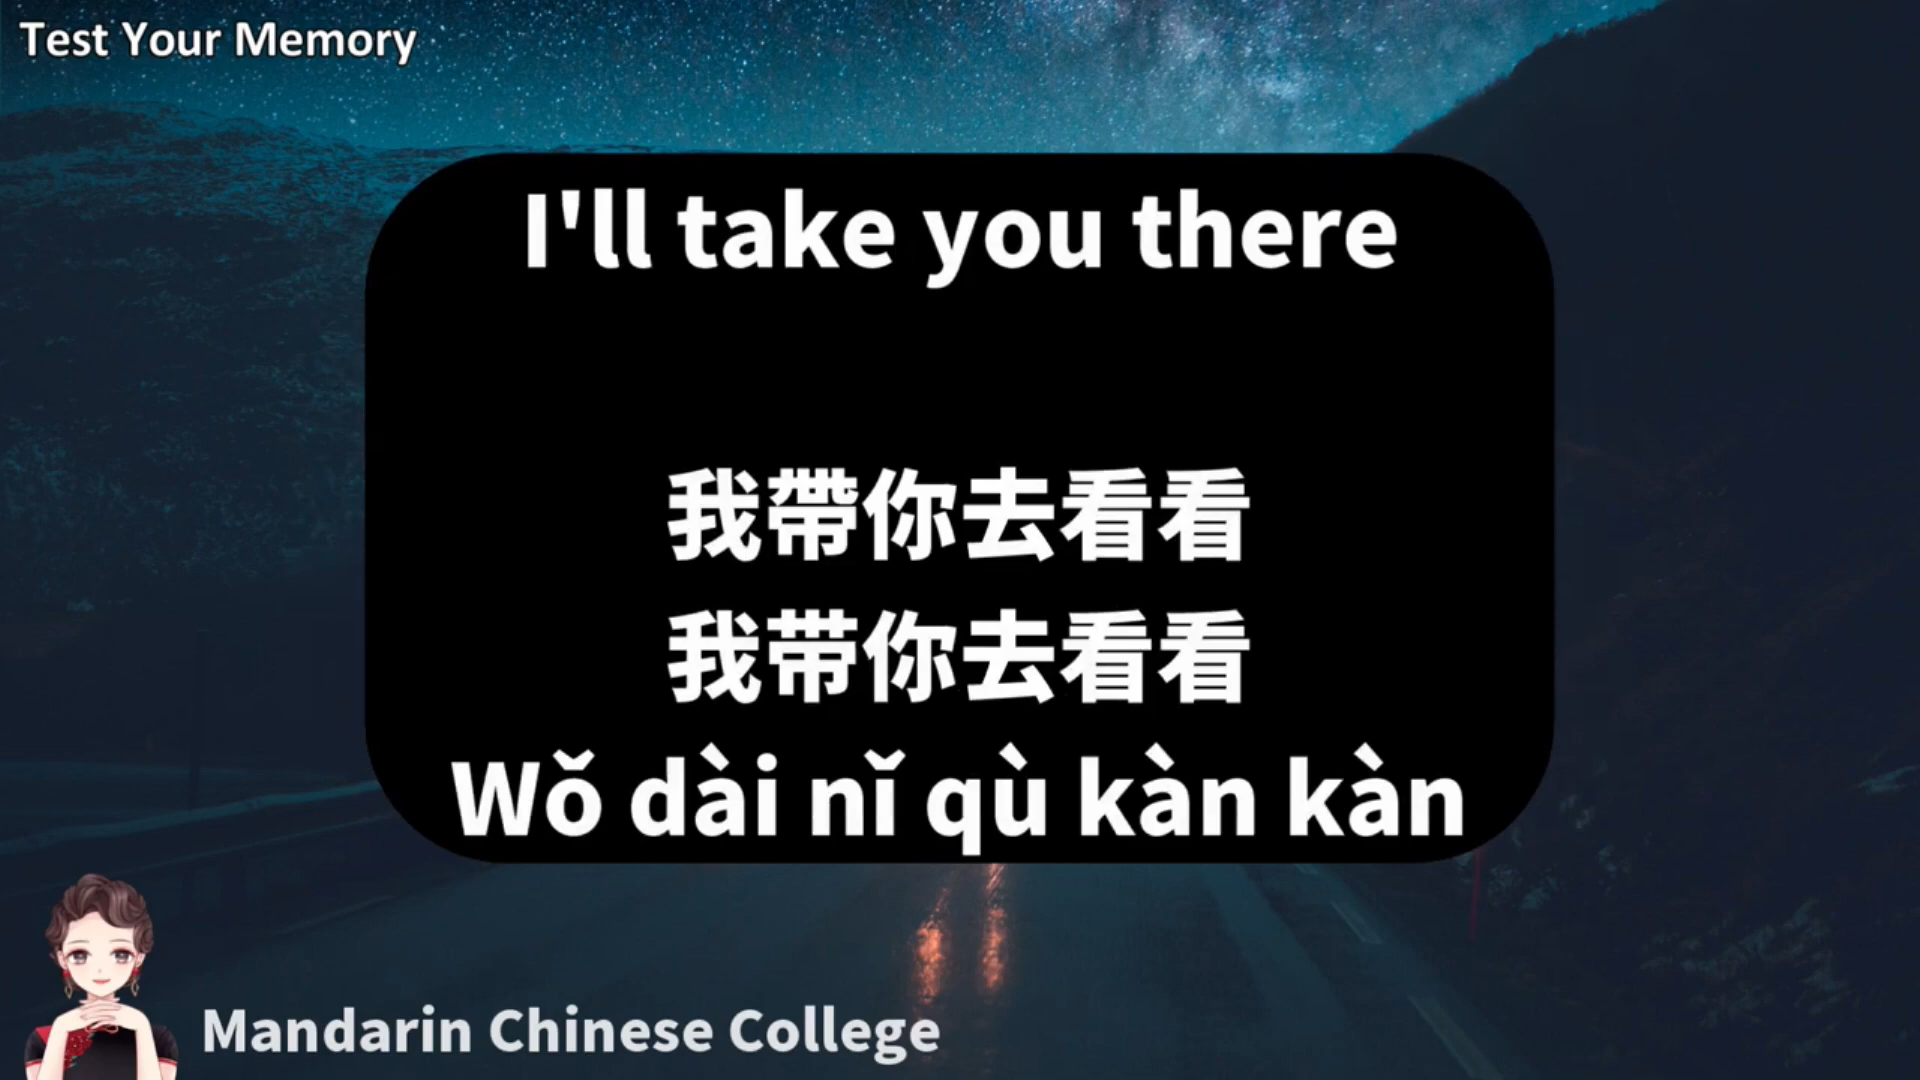 Test Your Memory
I'll take you there
我帶你去看看
我带你去看看
Wǒ dài nǐ qù kàn kàn
Mandarin Chinese College